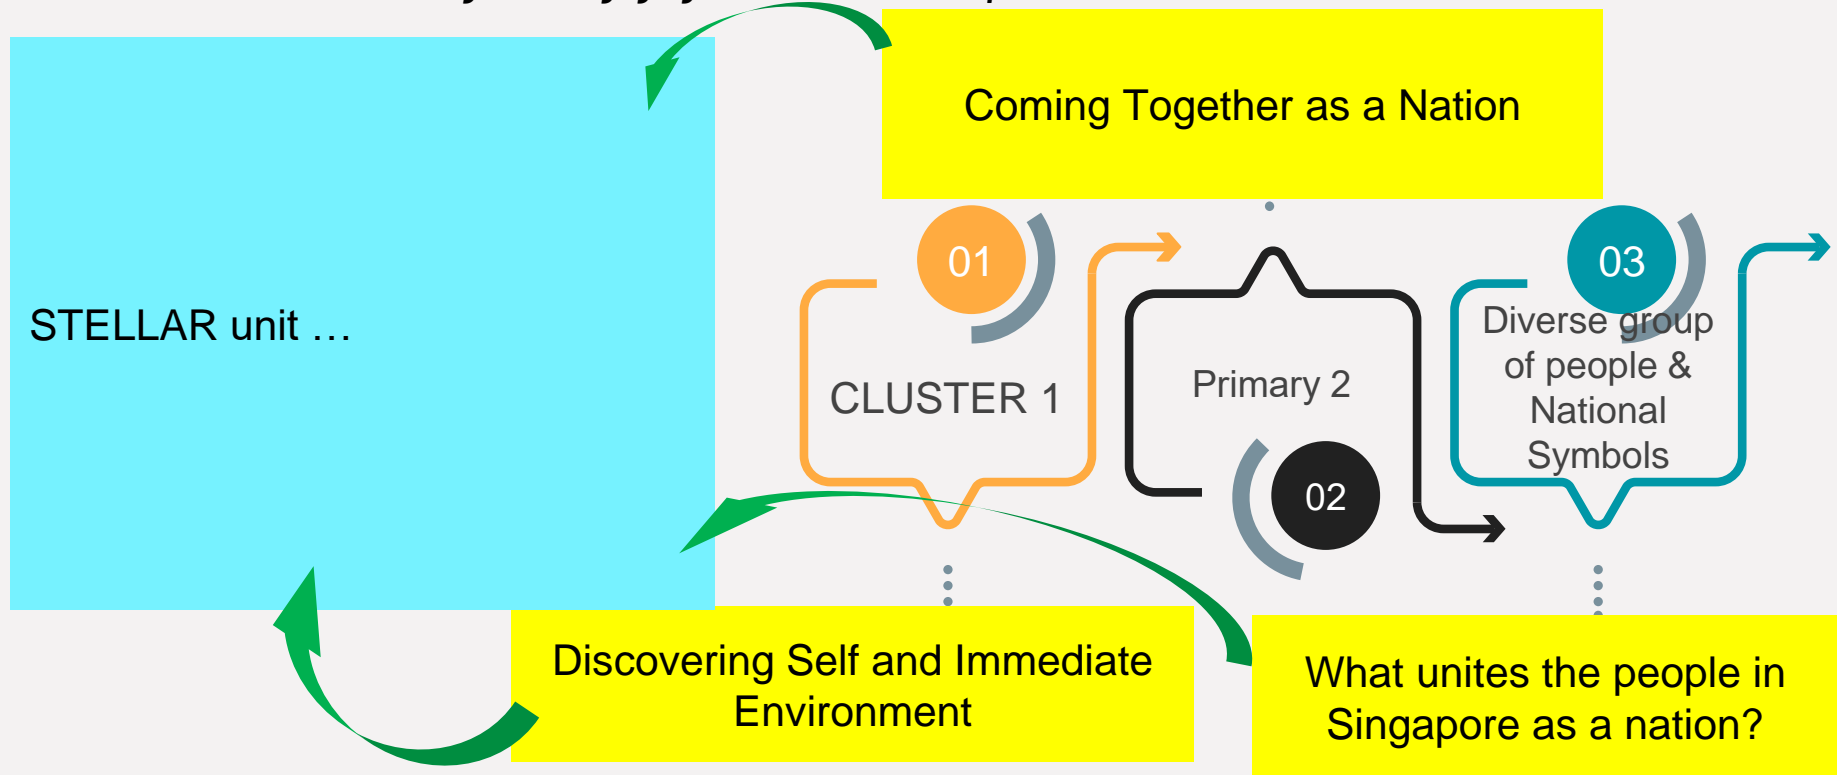 Coming Together as a Nation
STELLAR unit …
01
CLUSTER 1
Primary 2
02
03
Diverse group
of people &
National
Symbols
Discovering Self and Immediate
Environment
What unites the people in
Singapore as a nation?